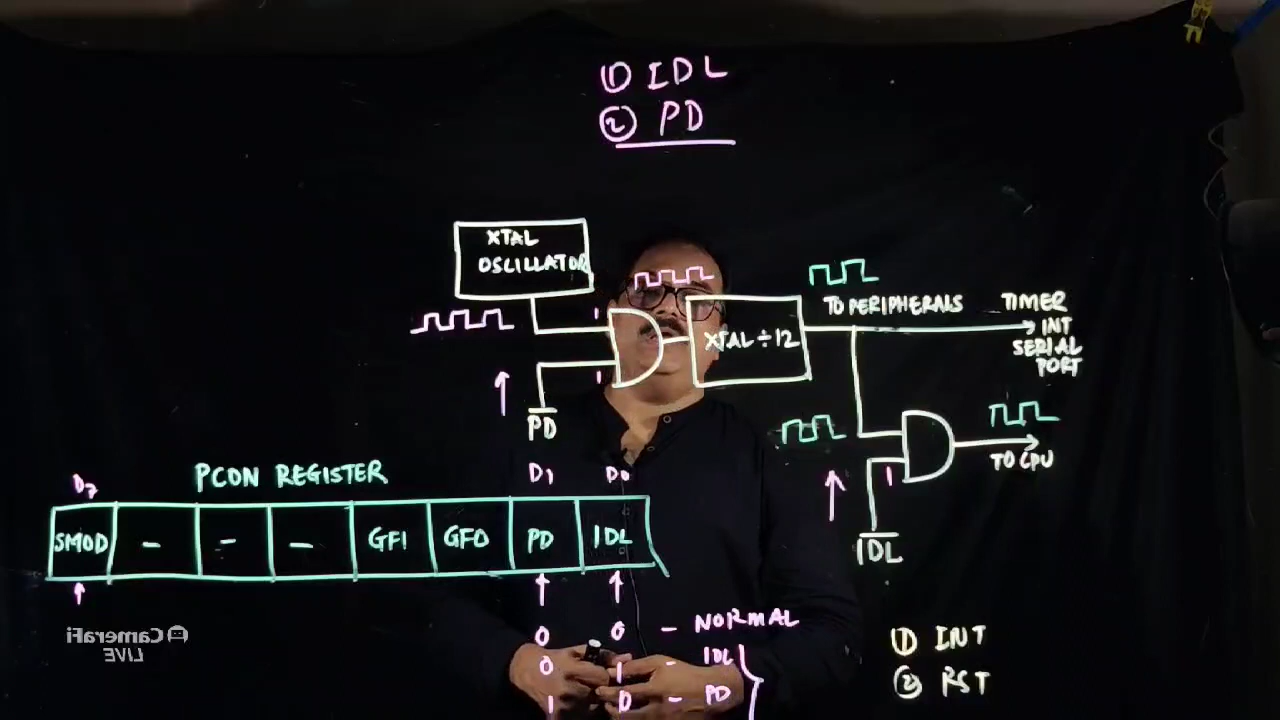 ① IDL
② PD
XTAL
OSCILLATOR
1
XTAL ÷ 12
TO PERIPHERALS
TIMER
INT
SERIAL
PORT
1
PD
1
TO CPU
IDL
PCON REGISTER
D7
D1
D0
SMOD - - - GF1 GF0 PD IDL
0 0 - NORMAL
0 1 - IDL
1 0 - PD
① INT
② RST
CameraFi
LIVE